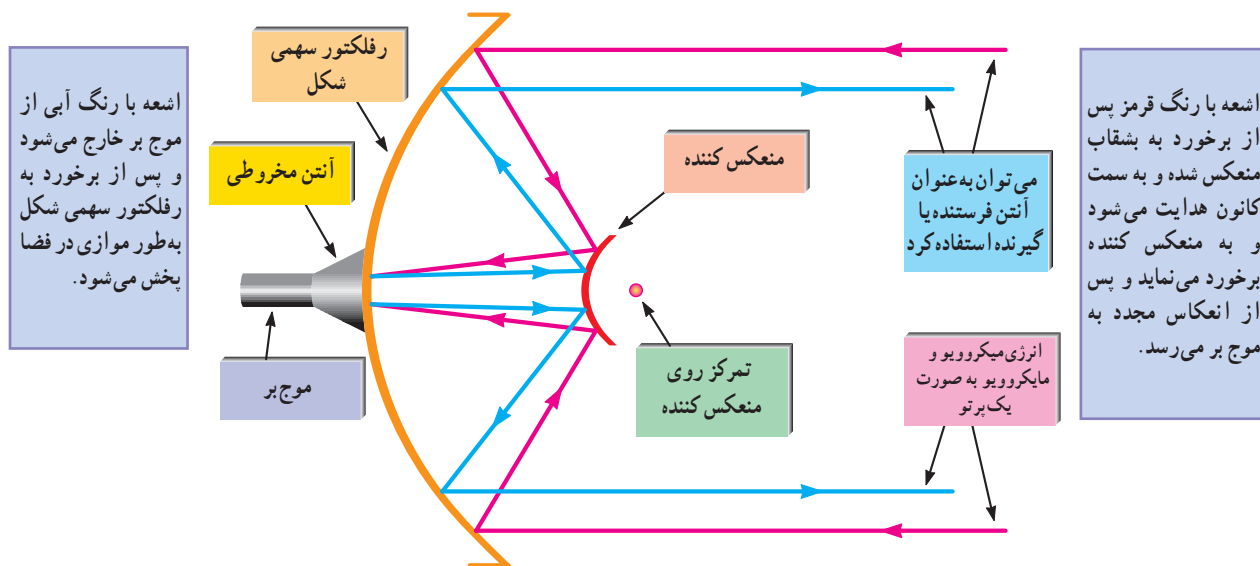 اشعه با رنگ قرمز پس
از برخورد به بشقاب
منعکس شده و به سمت
کانون هدایت می‌شود
و به منعکس کننده
برخورد می‌نماید و پس
از انعکاس مجدد به
موج بر می‌رسد.
می‌توان به‌عنوان
آنتن فرستنده یا
گیرنده استفاده کرد
انرژی میکروویو و
مایکروویو به صورت
یک پرتو
منعکس کننده
تمرکز روی
منعکس کننده
رفلکتور سهمی
شکل
آنتن مخروطی
موج‌بر
اشعه با رنگ آبی از
موج بر خارج می‌شود
و پس از برخورد به
رفلکتور سهمی شکل
به‌طور موازی در فضا
پخش می‌شود.